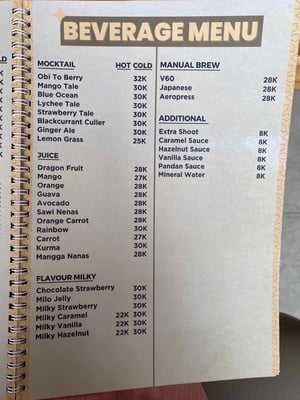 BEVERAGE MENU
MOCKTAIL HOT COLD
Obi To Berry 32K
Mango Tale 30K
Blue Ocean 30K
Lychee Tale 30K
Strawberry Tale 30K
Blackcurrant Culler 30K
Ginger Ale 30K
Lemon Grass 25K
JUICE
Dragon Fruit 28K
Mango 27K
Orange 28K
Guava 28K
Avocado 28K
Sawi Nenas 28K
Orange Carrot 28K
Rainbow 30K
Carrot 27K
Kurma 30K
Mangga Nanas 28K
FLAVOUR MILKY
Chocolate Strawberry 30K
Milo Jelly 30K
Milky Strawberry 30K
Milky Caramel 22K 30K
Milky Vanilla 22K 30K
Milky Hazelnut 22K 30K
MANUAL BREW
V60 28K
Japanese 28K
Aeropress 28K
ADDITIONAL
Extra Shoot 8K
Caramel Sauce 8K
Hazelnut Sauce 8K
Vanilla Sauce 8K
Pandan Sauce 8K
Mineral Water 8K